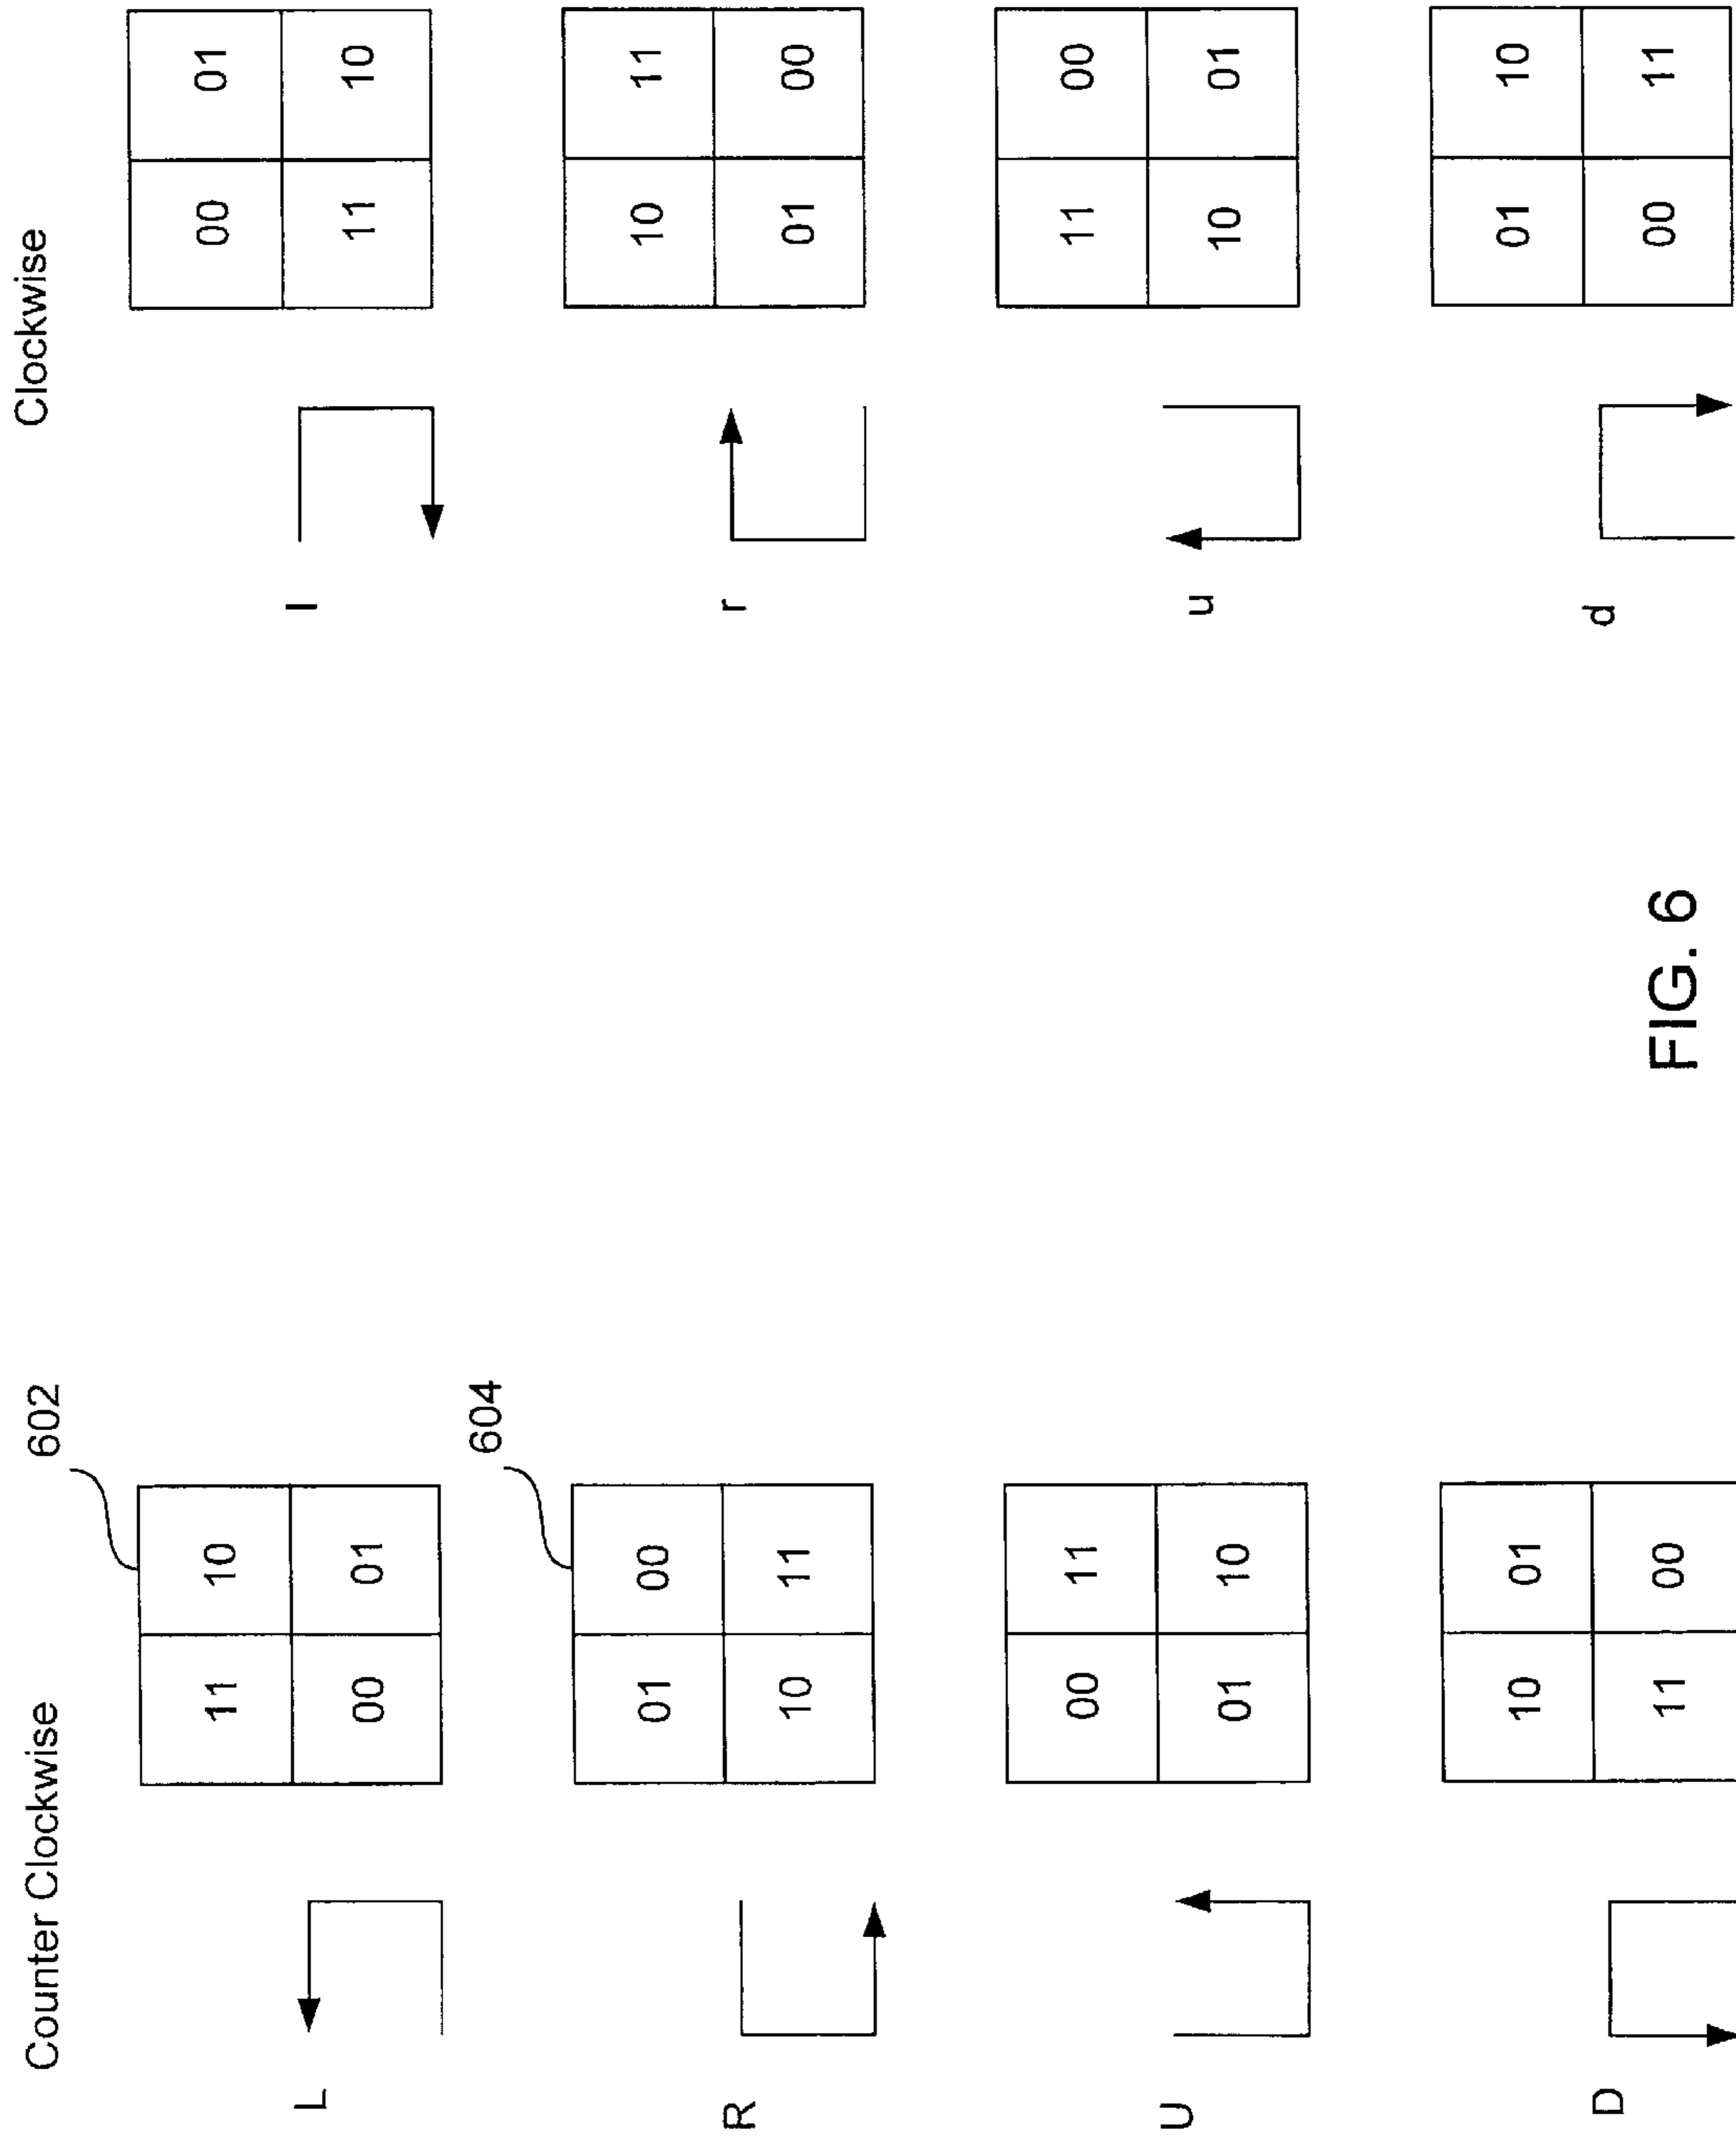 Counter Clockwise
602
Clockwise
L
11 10
00 01
l
00 01
11 10
604
R
01 00
10 11
r
10 11
01 00
U
00 11
01 10
u
11 00
10 01
D
10 01
11 00
d
01 10
00 11
FIG. 6